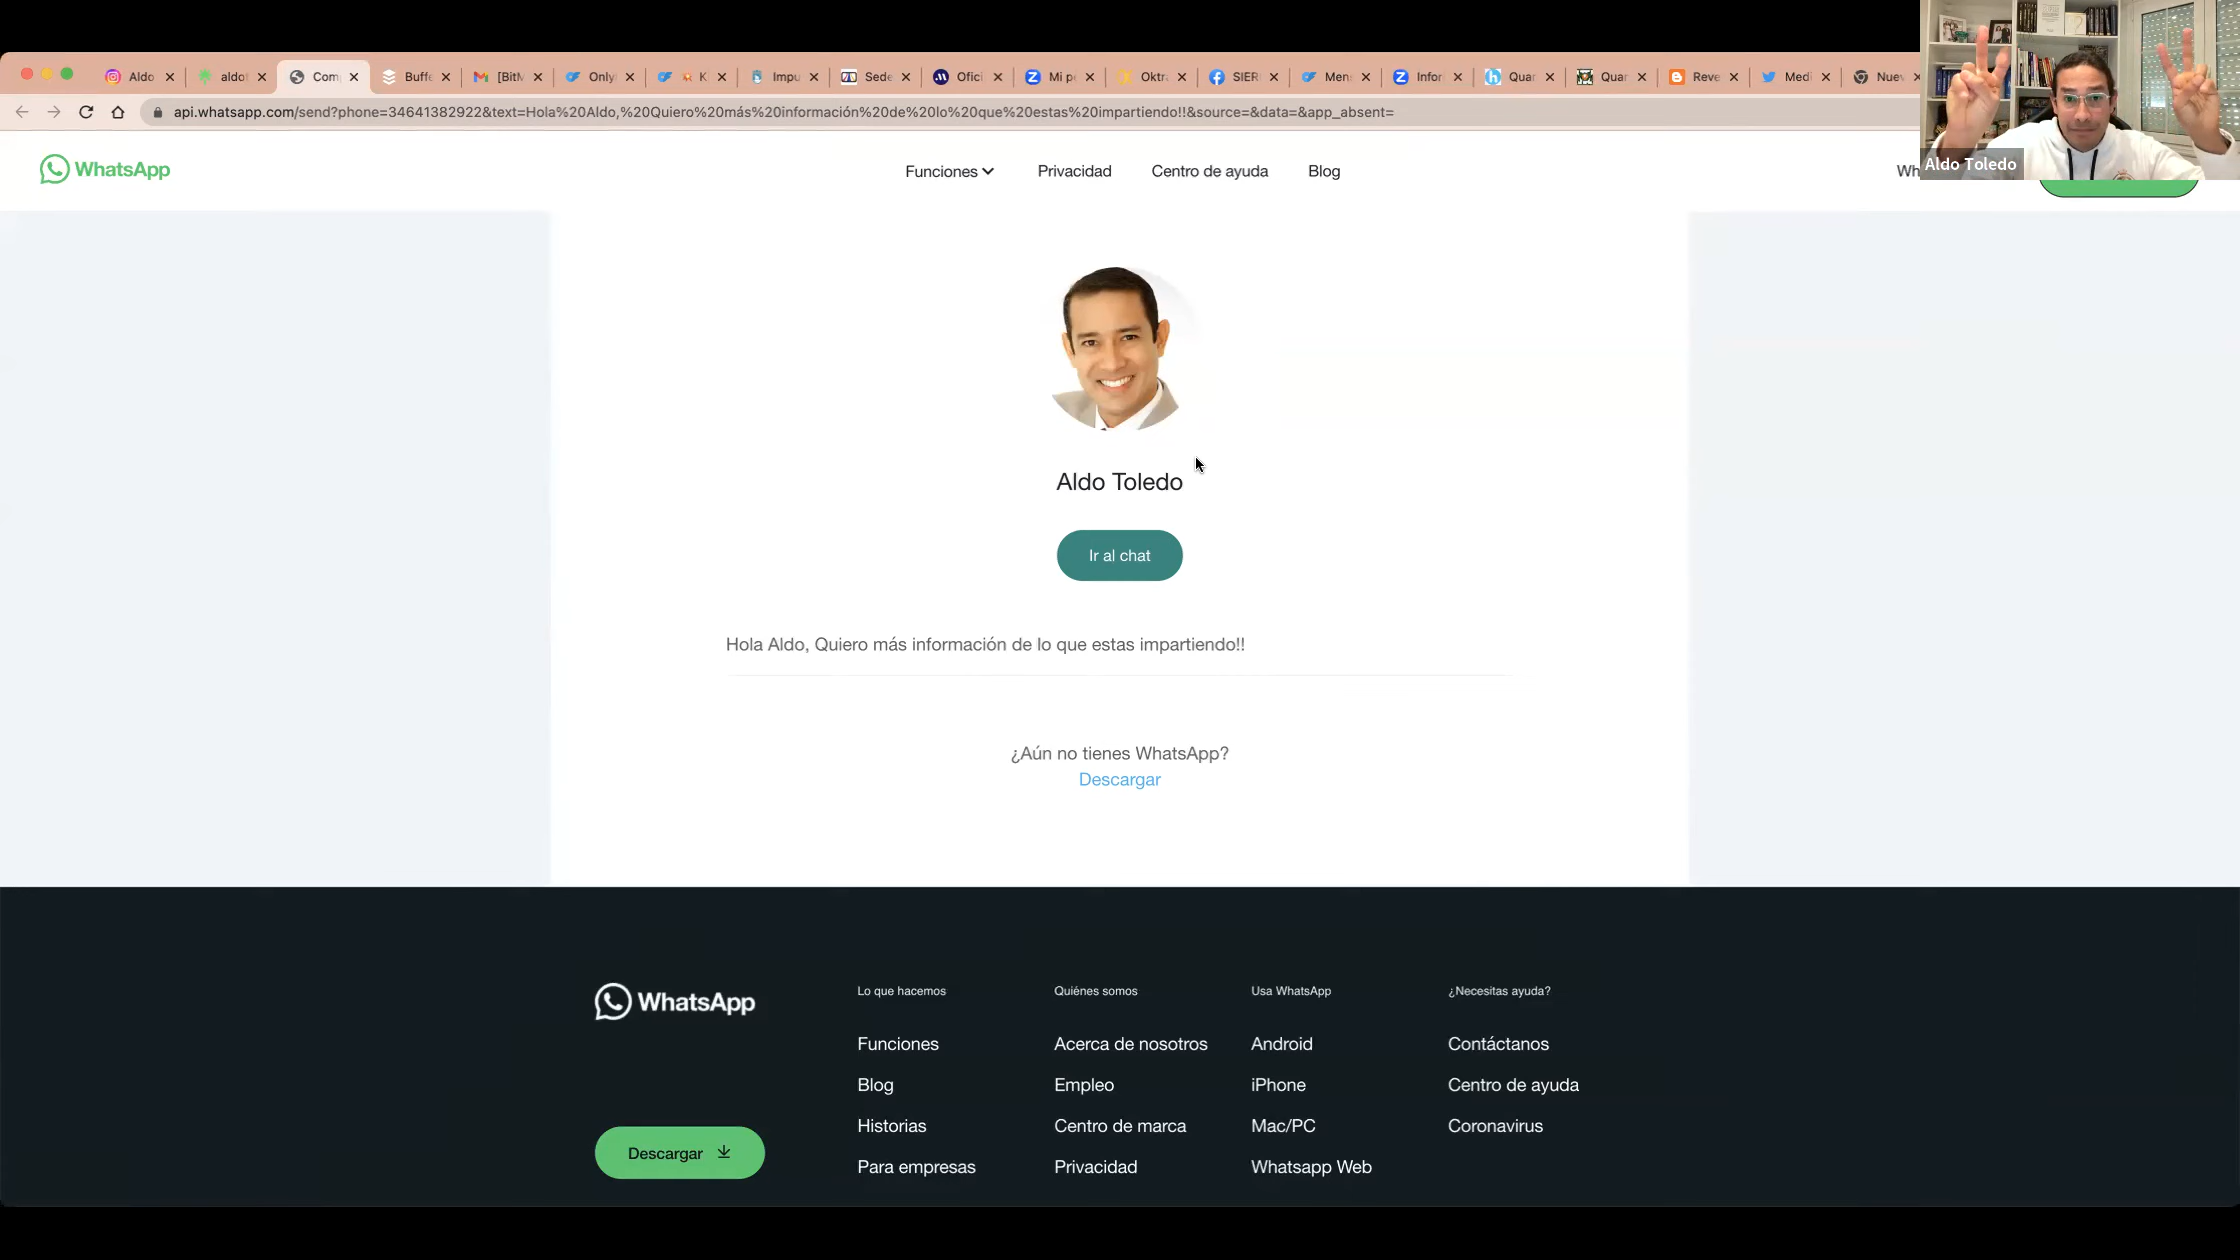 Aldo
aldo
Com
Buffe
[BitM
Only
K
Impu
Sede
Ofici
Mi p
Oktra
SIER
Men
Infor
Quar
Quar
Reve
Medi
Nuev
api.whatsapp.com/send?phone=34641382922&text=Hola%20Aldo,%20Quiero%20más%20información%20de%20lo%20que%20estas%20impartiendo!!&source=&data=&app_absent=
Aldo Toledo
WhatsApp
Funciones
Privacidad
Centro de ayuda
Blog
Wh
Aldo Toledo
Ir al chat
Hola Aldo, Quiero más información de lo que estas impartiendo!!
¿Aún no tienes WhatsApp?
Descargar
WhatsApp
Descargar
Lo que hacemos
Funciones
Blog
Historias
Para empresas
Quiénes somos
Acerca de nosotros
Empleo
Centro de marca
Privacidad
Usa WhatsApp
Android
iPhone
Mac/PC
Whatsapp Web
¿Necesitas ayuda?
Contáctanos
Centro de ayuda
Coronavirus